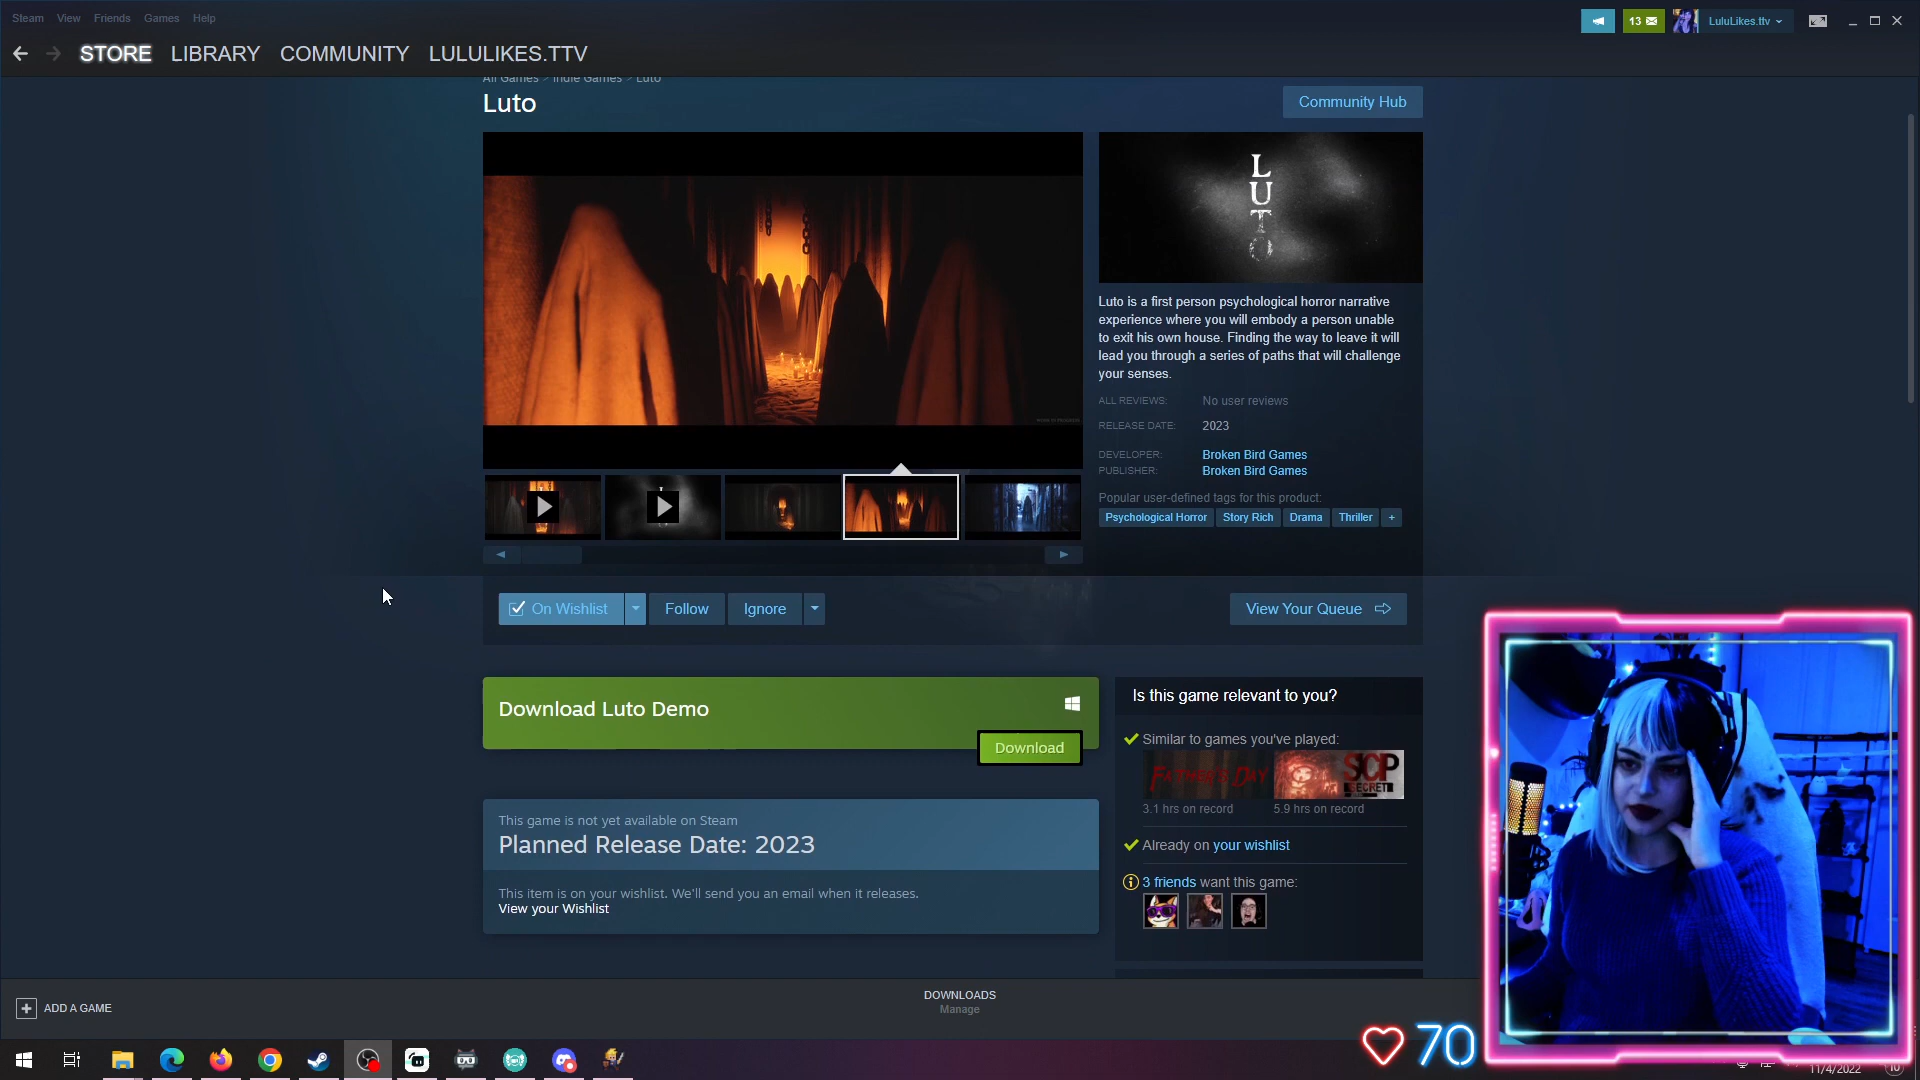 Steam View Friends Games Help
13
LuluLikes.ttv
STORE LIBRARY COMMUNITY LULULIKES.TTV
All Games > Indie Games > Luto
Luto
Community Hub
LUTO
Luto is a first person psychological horror narrative
experience where you will embody a person unable
to exit his own house. Finding the way to leave it will
lead you through a series of paths that will challenge
your senses.
ALL REVIEWS: No user reviews
RELEASE DATE: 2023
DEVELOPER: Broken Bird Games
PUBLISHER: Broken Bird Games
Popular user-defined tags for this product:
Psychological Horror Story Rich Drama Thriller +
On Wishlist Follow Ignore View Your Queue
Download Luto Demo
Download
Is this game relevant to you?
Similar to games you've played:
FATHER'S DAY SCP SECRET
3.1 hrs on record 5.9 hrs on record
This game is not yet available on Steam
Planned Release Date: 2023
Already on your wishlist
This item is on your wishlist. We'll send you an email when it releases.
View your Wishlist
3 friends want this game:
ADD A GAME
DOWNLOADS
Manage
70
11/4/2022
10